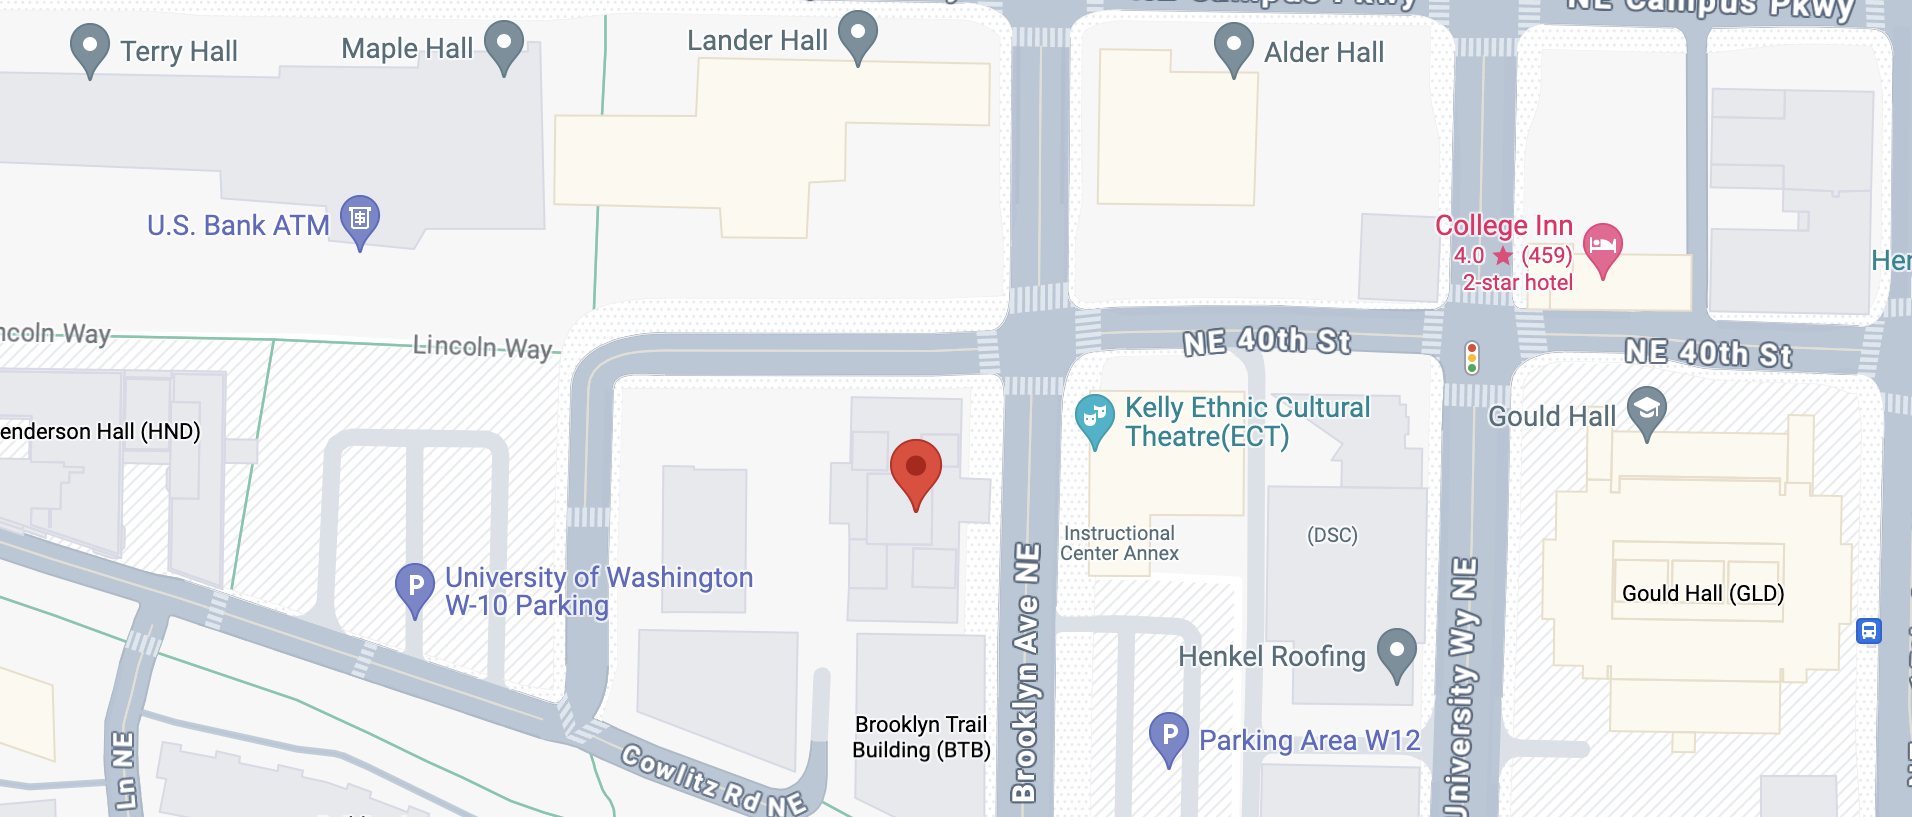 NE Campus Pkwy
NE Campus Pkwy
Terry Hall
Maple Hall
Lander Hall
Alder Hall
U.S. Bank ATM
College Inn
4.0 ★ (459)
2-star hotel
Her
ncoln Way
Lincoln Way
NE 40th St
NE 40th St
enderson Hall (HND)
Kelly Ethnic Cultural
Theatre(ECT)
Gould Hall
Instructional
Center Annex
(DSC)
University of Washington
W-10 Parking
P
Gould Hall (GLD)
Brooklyn Ave NE
University Wy NE
Henkel Roofing
Brooklyn Trail
Building (BTB)
P
Parking Area W12
Cowlitz Rd NE
Ln NE